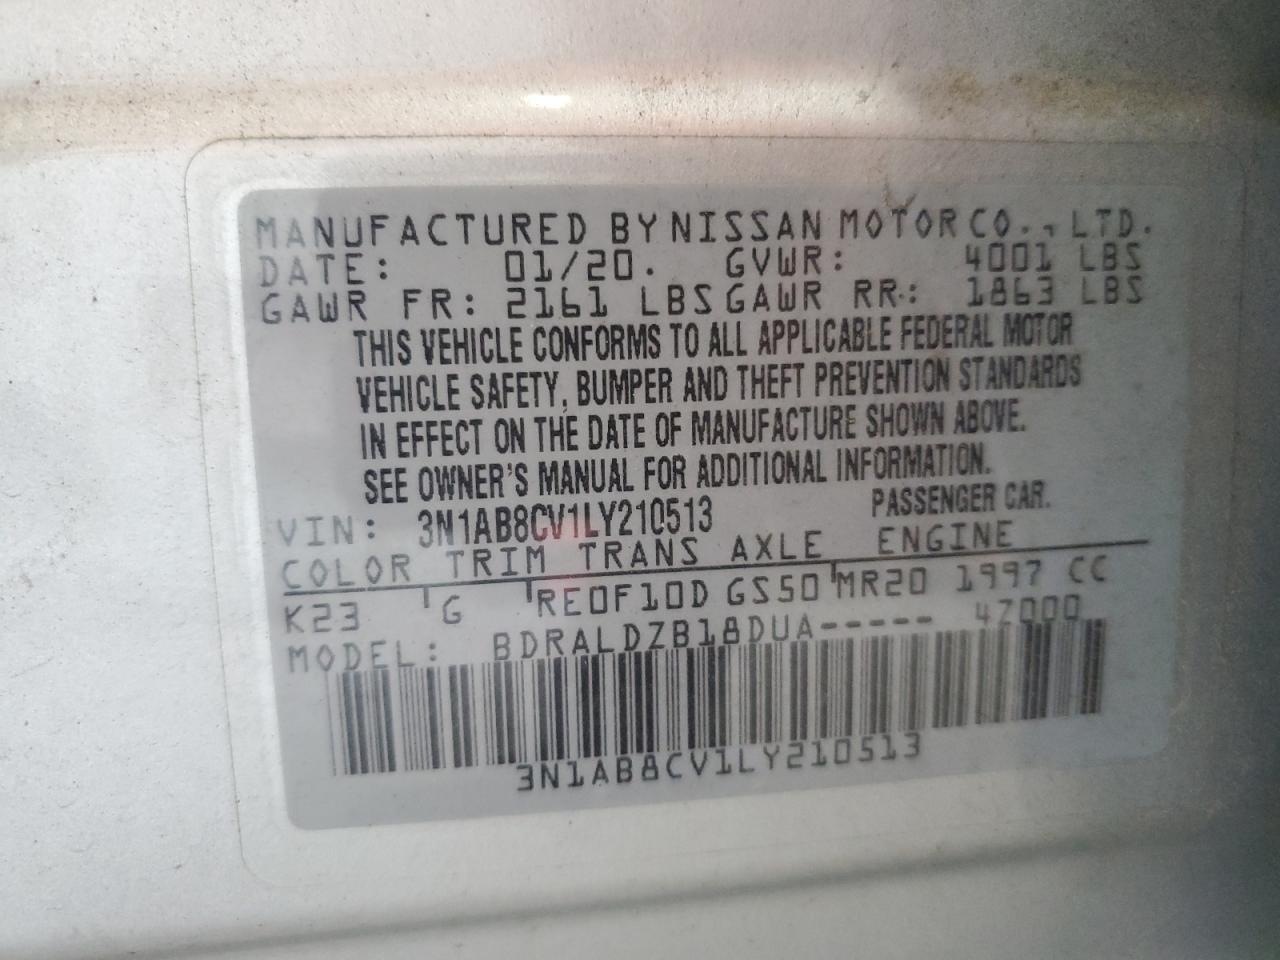 MANUFACTURED BY NISSAN MOTOR CO., LTD.
DATE: 01/20. GVWR: 4001 LBS
GAWR FR: 2161 LBS GAWR RR: 1863 LBS
THIS VEHICLE CONFORMS TO ALL APPLICABLE FEDERAL MOTOR
VEHICLE SAFETY, BUMPER AND THEFT PREVENTION STANDARDS
IN EFFECT ON THE DATE OF MANUFACTURE SHOWN ABOVE.
SEE OWNER'S MANUAL FOR ADDITIONAL INFORMATION.
VIN: 3N1AB8CV1LY210513 PASSENGER CAR.
COLOR TRIM TRANS AXLE ENGINE
K23 G RE0F10D GS50 MR20 1997 CC
MODEL: BDRALDZB18DUA----- 4Z000
3N1AB8CV1LY210513